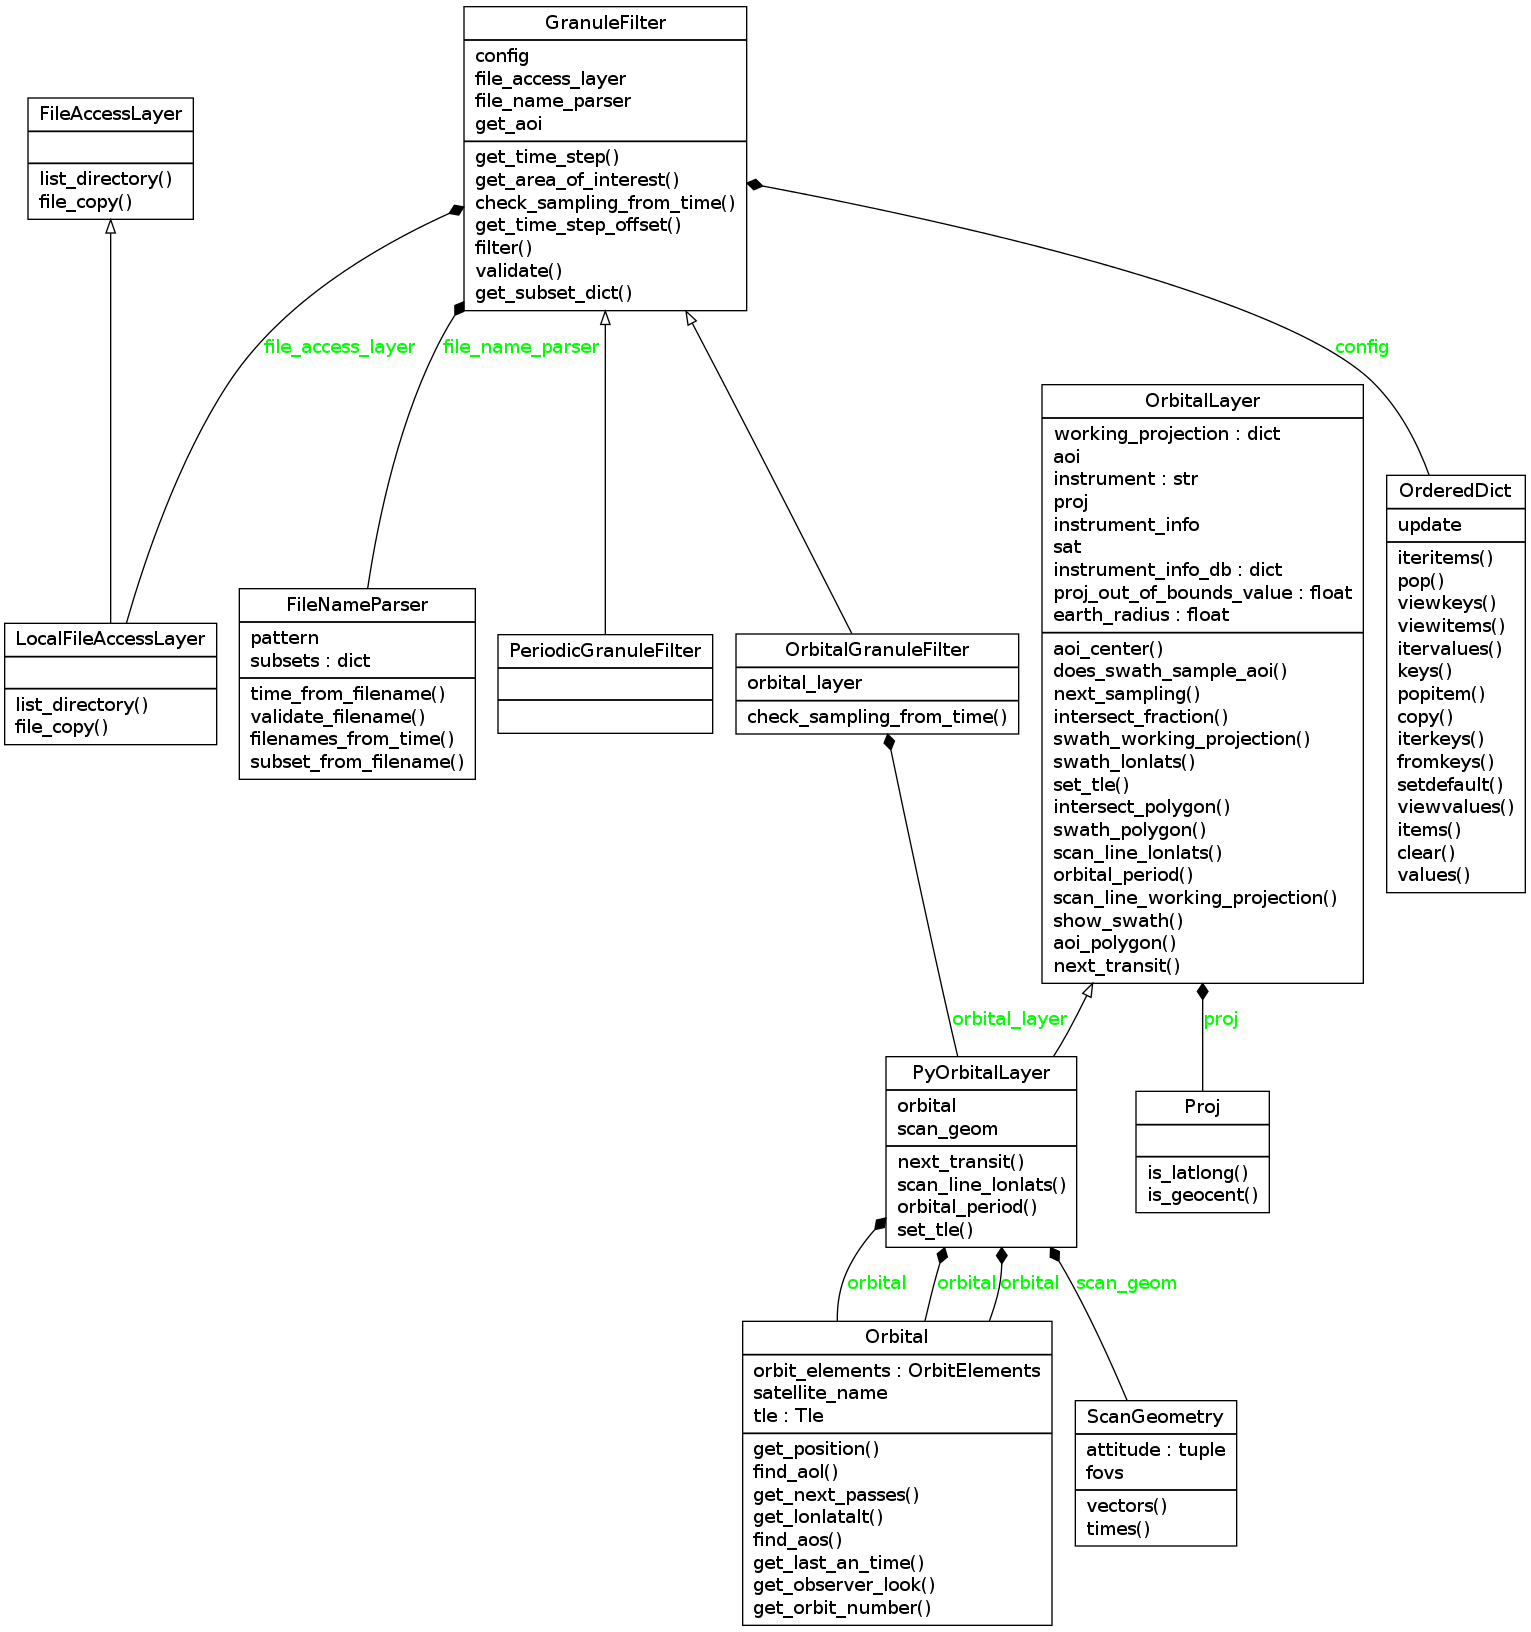 GranuleFilter
config
file_access_layer
file_name_parser
get_aoi
get_time_step()
get_area_of_interest()
check_sampling_from_time()
get_time_step_offset()
filter()
validate()
get_subset_dict()
FileAccessLayer
list_directory()
file_copy()
file_access_layer
file_name_parser
config
OrbitalLayer
working_projection : dict
aoi
instrument : str
proj
instrument_info
sat
instrument_info_db : dict
proj_out_of_bounds_value : float
earth_radius : float
aoi_center()
does_swath_sample_aoi()
next_sampling()
intersect_fraction()
swath_working_projection()
swath_lonlats()
set_tle()
intersect_polygon()
swath_polygon()
scan_line_lonlats()
orbital_period()
scan_line_working_projection()
show_swath()
aoi_polygon()
next_transit()
OrderedDict
update
iteritems()
pop()
viewkeys()
viewitems()
itervalues()
keys()
popitem()
copy()
iterkeys()
fromkeys()
setdefault()
viewvalues()
items()
clear()
values()
LocalFileAccessLayer
list_directory()
file_copy()
FileNameParser
pattern
subsets : dict
time_from_filename()
validate_filename()
filenames_from_time()
subset_from_filename()
PeriodicGranuleFilter
OrbitalGranuleFilter
orbital_layer
check_sampling_from_time()
orbital_layer
proj
PyOrbitalLayer
orbital
scan_geom
next_transit()
scan_line_lonlats()
orbital_period()
set_tle()
Proj
is_latlong()
is_geocent()
orbital
orbital
orbital
scan_geom
Orbital
orbit_elements : OrbitElements
satellite_name
tle : Tle
get_position()
find_aol()
get_next_passes()
get_lonlatalt()
find_aos()
get_last_an_time()
get_observer_look()
get_orbit_number()
ScanGeometry
attitude : tuple
fovs
vectors()
times()